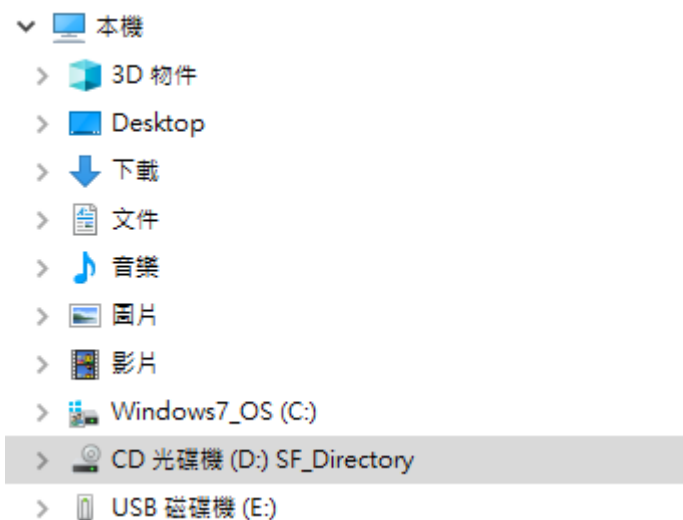 本機
3D 物件
Desktop
下載
文件
音樂
圖片
影片
Windows7_OS (C:)
CD 光碟機 (D:) SF_Directory
USB 磁碟機 (E:)